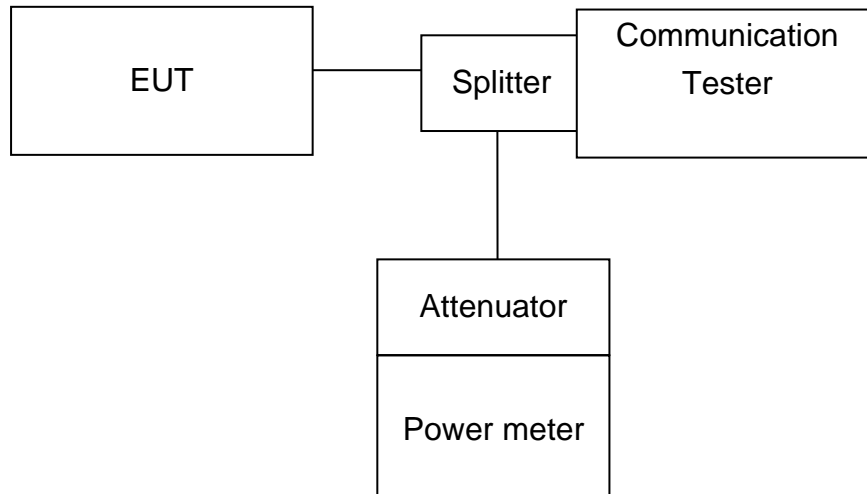 EUT
Splitter
Communication
Tester
Attenuator
Power meter